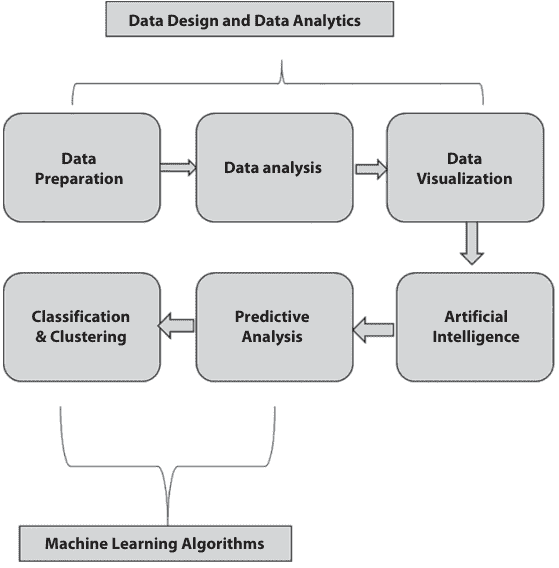 Data Design and Data Analytics
Data
Preparation
Data analysis
Data
Visualization
Classification
& Clustering
Predictive
Analysis
Artificial
Intelligence
Machine Learning Algorithms